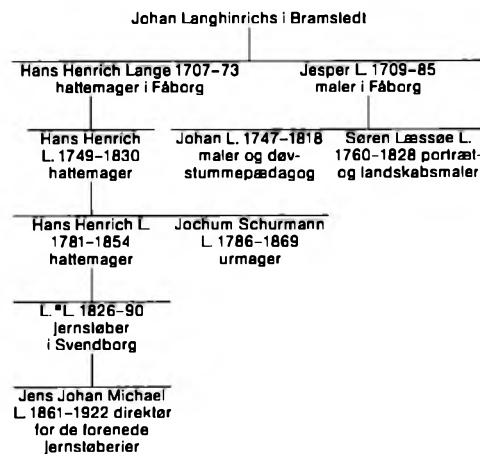 Johan Langhinrichs i Bramstedt
Hans Henrich Lange 1707–73
hattemager i Fåborg
Jesper L. 1709–85
maler i Fåborg
Hans Henrich
L. 1749–1830
hattemager
Johan L. 1747–1818
maler og døv-
stummepædagog
Søren Læssøe L.
1760–1828 portræt-
og landskabsmaler
Hans Henrich L.
1781–1854
hattemager
Jochum Schurmann
L. 1786–1869
urmager
L. L. 1826–90
jernstøber
i Svendborg
Jens Johan Michael
L. 1861–1922 direktør
for de forenede
jernstøberier